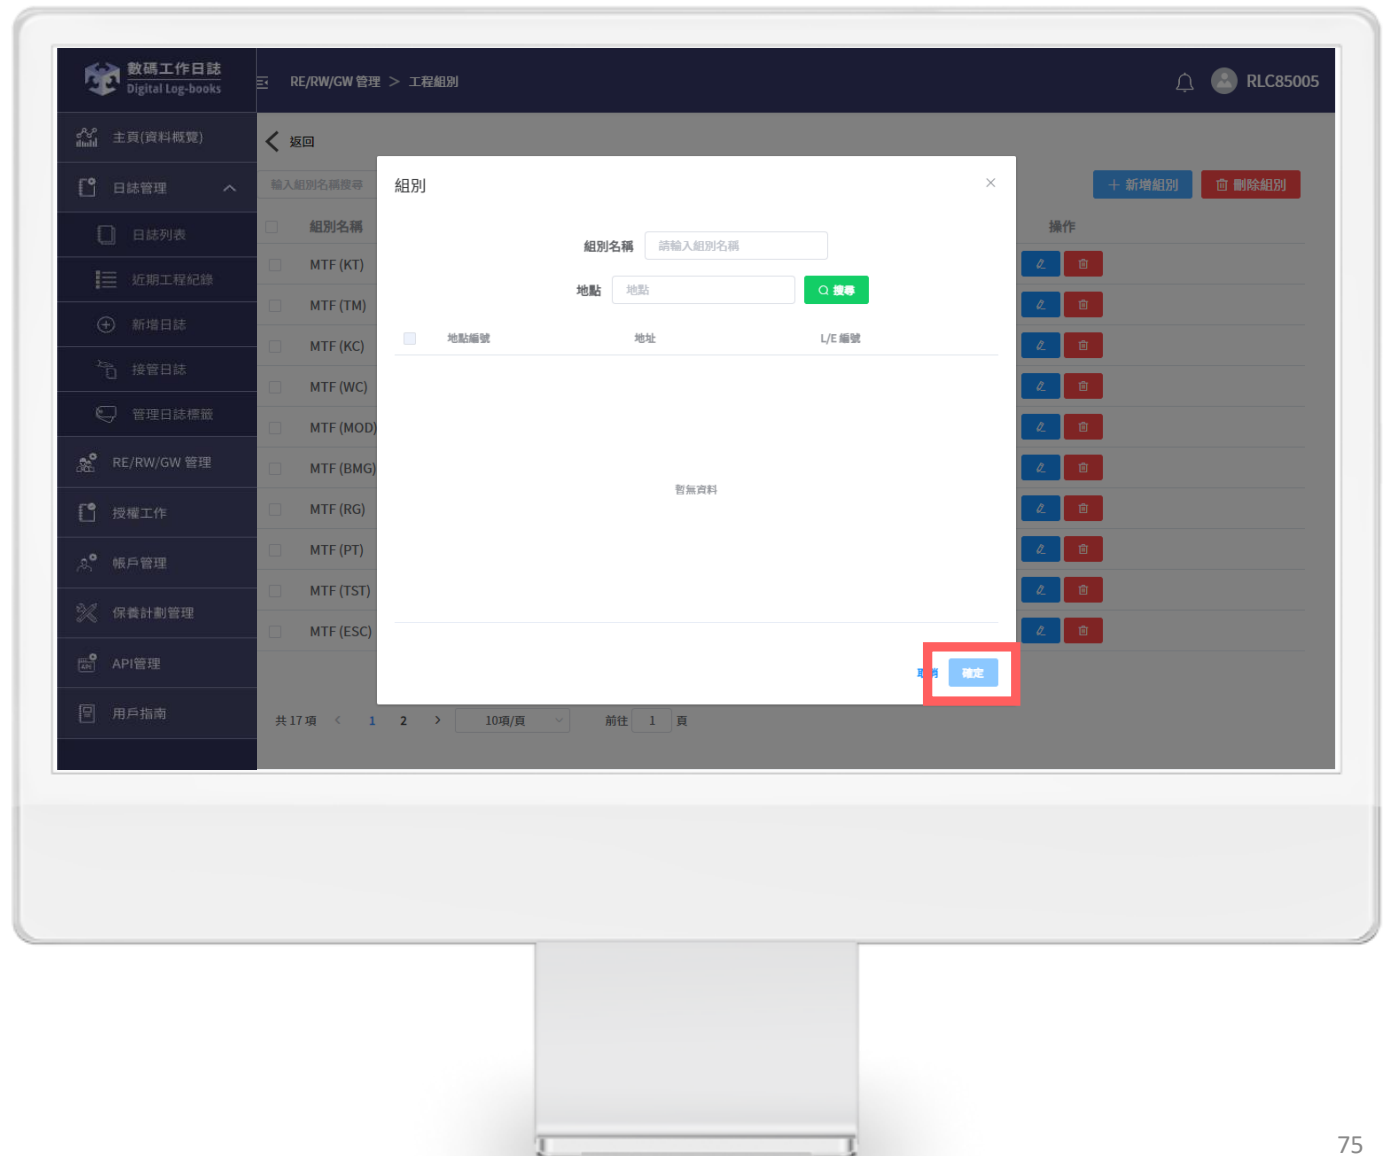 數碼工作日誌
Digital Log-books
RE/RW/GW 管理 > 工程組別
RLC85005
主頁(資料概覽)
日誌管理
日誌列表
近期工程紀錄
新增日誌
接管日誌
管理日誌標籤
RE/RW/GW 管理
授權工作
帳戶管理
保養計劃管理
API管理
用戶指南
返回
輸入組別名稱搜尋
+ 新增組別
刪除組別
組別名稱
操作
MTF (KT)
MTF (TM)
MTF (KC)
MTF (WC)
MTF (MOD)
MTF (BMG)
MTF (RG)
MTF (PT)
MTF (TST)
MTF (ESC)
組別
組別名稱 請輸入組別名稱
地點 地點 搜尋
地點編號 地址 L/E 編號
暫無資料
取消 確定
共 17 項 < 1 2 > 10項/頁 前往 1 頁
75